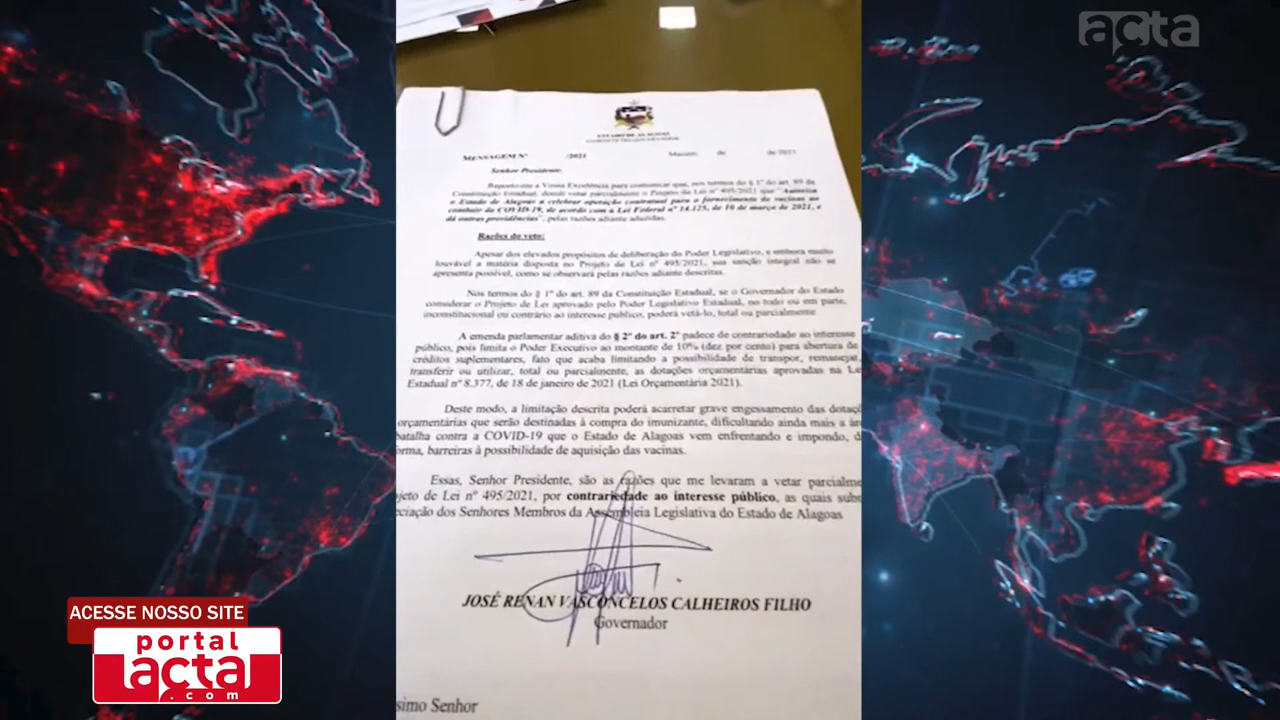 acta
ESTADO DE ALAGOAS
GABINETE DO GOVERNADOR
MENSAGEM Nº /2021 Maceió, de de 2021.
Senhor Presidente,
Reporto-me a Vossa Excelência para comunicar que, nos termos do § 1º do art. 89 da
Constituição Estadual, decidi vetar parcialmente o Projeto de Lei nº 495/2021 que "Autoriza
o Estado de Alagoas a celebrar operação contratual para o fornecimento de vacinas ao
combate da COVID-19, de acordo com a Lei Federal nº 14.125, de 10 de março de 2021, e
dá outras providências", pelas razões adiante aduzidas.
Razões do veto:
Apesar dos elevados propósitos de deliberação do Poder Legislativo, e embora muito
louvável a matéria disposta no Projeto de Lei nº 495/2021, sua sanção integral não se
apresenta possível, como se observará pelas razões adiante descritas.
Nos termos do § 1º do art. 89 da Constituição Estadual, se o Governador do Estado
considerar o Projeto de Lei aprovado pelo Poder Legislativo Estadual, no todo ou em parte,
inconstitucional ou contrário ao interesse público, poderá vetá-lo, total ou parcialmente
A emenda parlamentar aditiva do § 2º do art. 2º padece de contrariedade ao interesse
público, pois limita o Poder Executivo ao montante de 10% (dez por cento) para abertura de
créditos suplementares, fato que acaba limitando a possibilidade de transpor, remanejar,
transferir ou utilizar, total ou parcialmente, as dotações orçamentárias aprovadas na Le
Estadual nº 8.377, de 18 de janeiro de 2021 (Lei Orçamentária 2021).
Deste modo, a limitação descrita poderá acarretar grave engessamento das dotaçõ
orçamentárias que serão destinadas à compra do imunizante, dificultando ainda mais a ár
batalha contra a COVID-19 que o Estado de Alagoas vem enfrentando e impondo, d
forma, barreiras à possibilidade de aquisição das vacinas.
Essas, Senhor Presidente, são as razões que me levaram a vetar parcialme
jeto de Lei nº 495/2021, por contrariedade ao interesse público, as quais subm
eciação dos Senhores Membros da Assembleia Legislativa do Estado de Alagoas
JOSÉ RENAN VASCONCELOS CALHEIROS FILHO
Governador
simo Senhor
ACESSE NOSSO SITE
portal
acta
.com